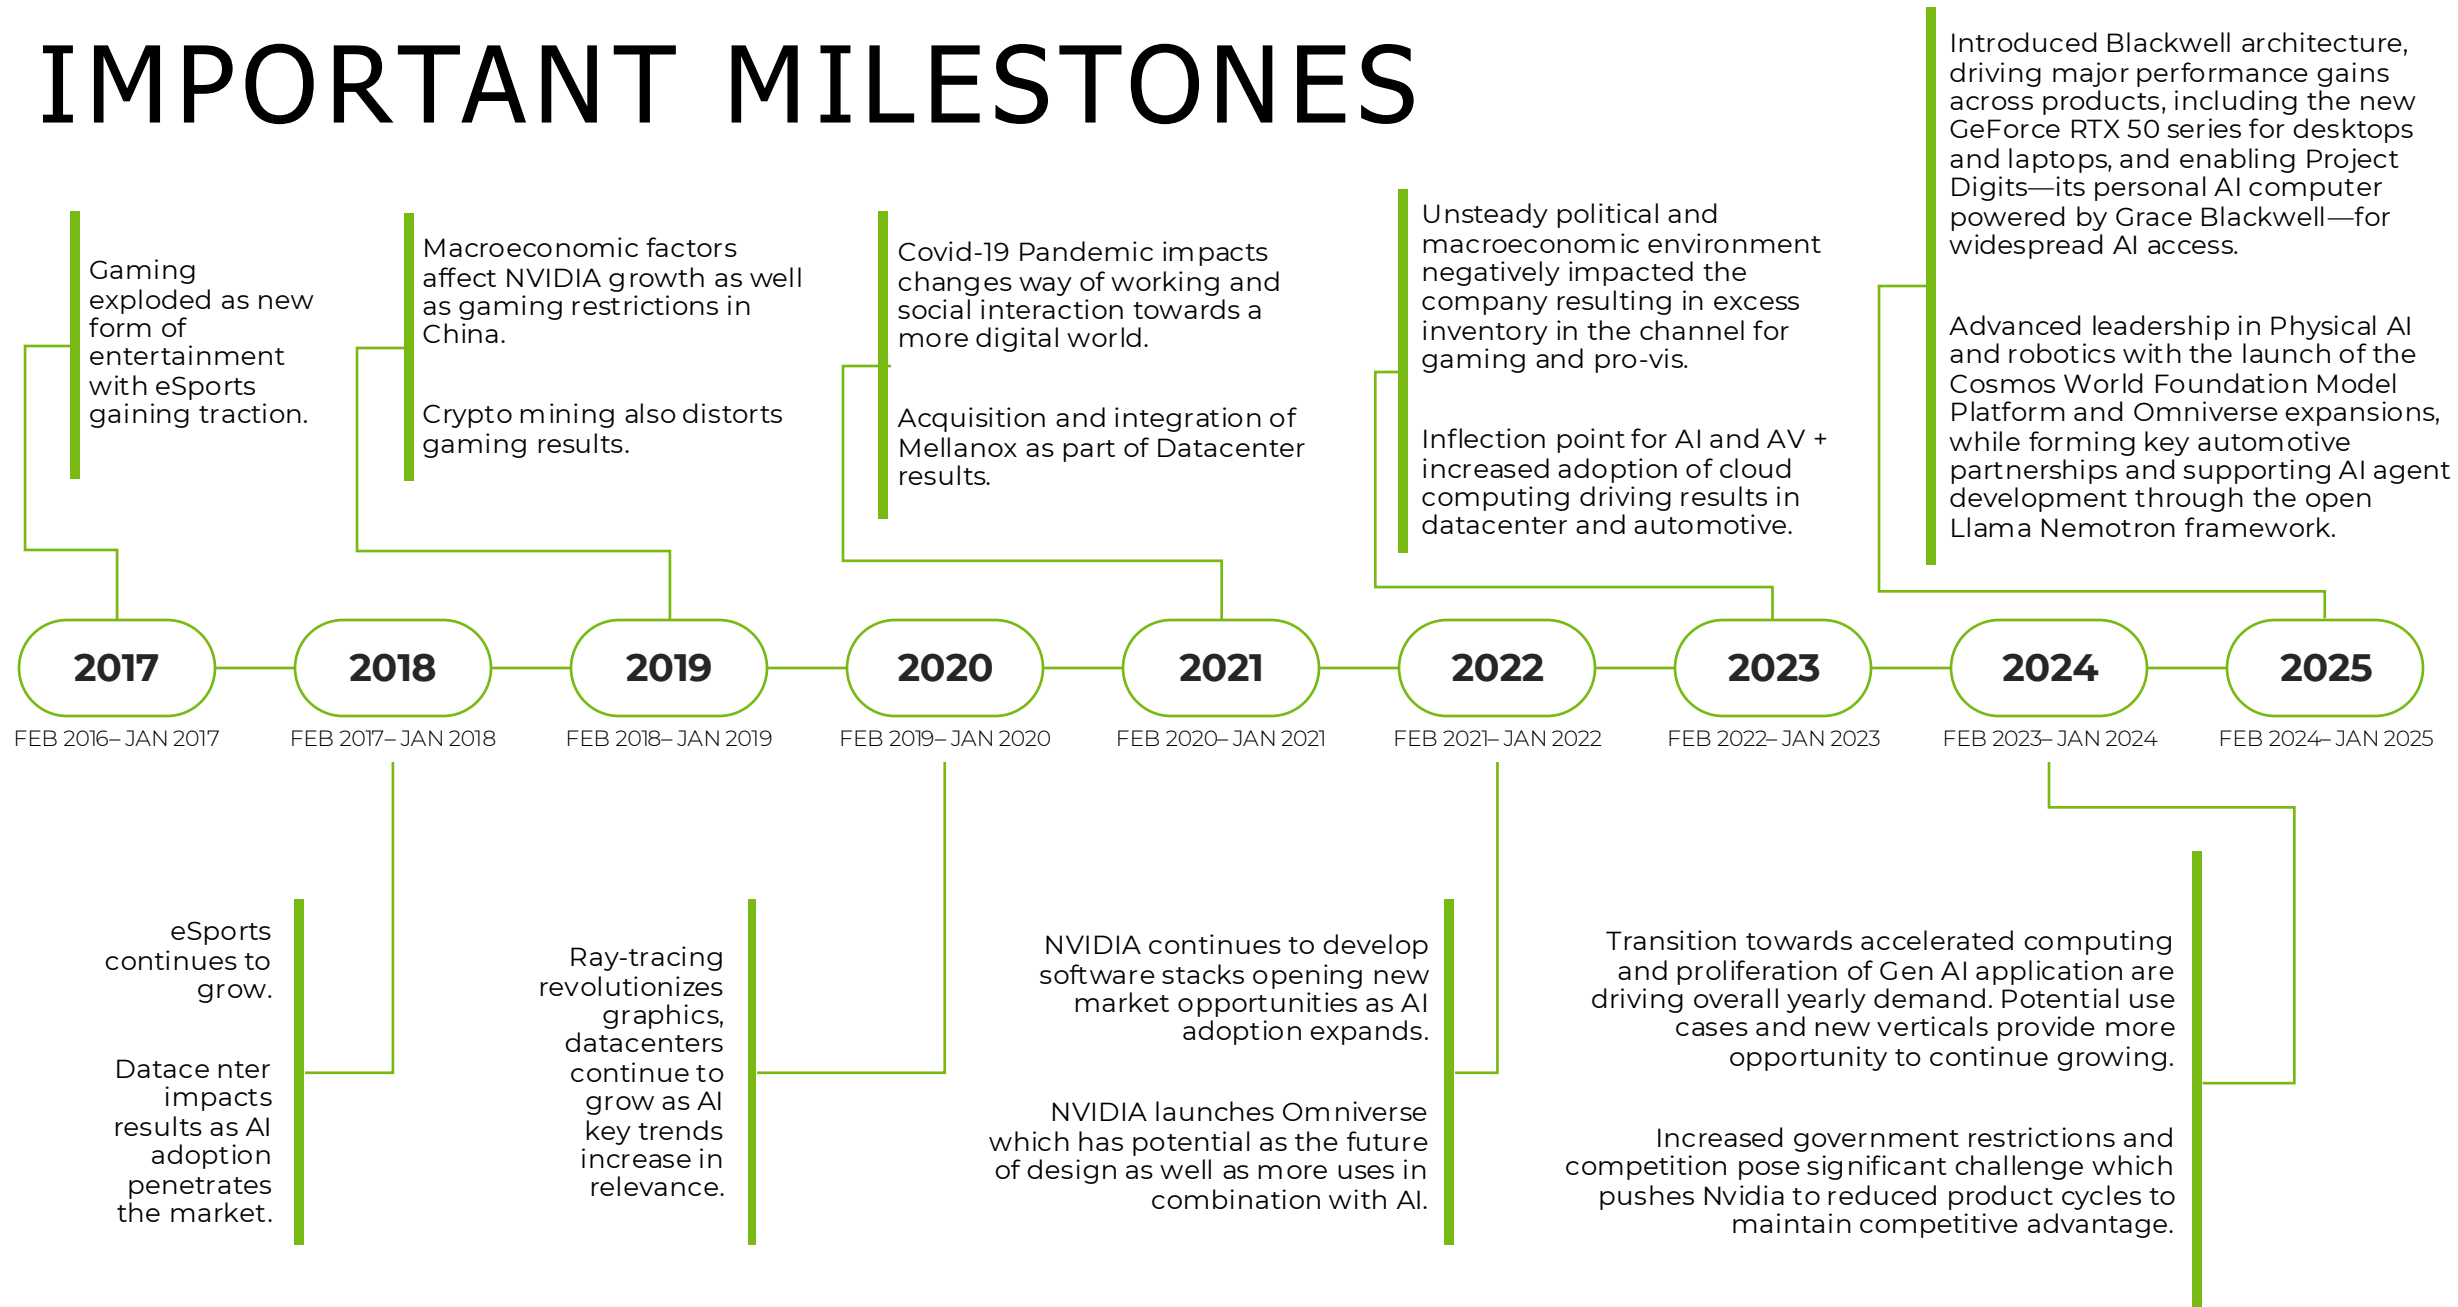 IMPORTANT MILESTONES
Gaming
exploded as new
form of
entertainment
with eSports
gaining traction.
Macroeconomic factors
affect NVIDIA growth as well
as gaming restrictions in
China.
Crypto mining also distorts
gaming results.
Covid-19 Pandemic impacts
changes way of working and
social interaction towards a
more digital world.
Acquisition and integration of
Mellanox as part of Datacenter
results.
Unsteady political and
macroeconomic environment
negatively impacted the
company resulting in excess
inventory in the channel for
gaming and pro-vis.
Inflection point for AI and AV +
increased adoption of cloud
computing driving results in
datacenter and automotive.
Introduced Blackwell architecture,
driving major performance gains
across products, including the new
GeForce RTX 50 series for desktops
and laptops, and enabling Project
Digits—its personal AI computer
powered by Grace Blackwell—for
widespread AI access.
Advanced leadership in Physical AI
and robotics with the launch of the
Cosmos World Foundation Model
Platform and Omniverse expansions,
while forming key automotive
partnerships and supporting AI agent
development through the open
Llama Nemotron framework.
2017
2018
2019
2020
2021
2022
2023
2024
2025
FEB 2016– JAN 2017
FEB 2017– JAN 2018
FEB 2018– JAN 2019
FEB 2019– JAN 2020
FEB 2020– JAN 2021
FEB 2021– JAN 2022
FEB 2022– JAN 2023
FEB 2023– JAN 2024
FEB 2024– JAN 2025
eSports
continues to
grow.
Datace nter
impacts
results as AI
adoption
penetrates
the market.
Ray-tracing
revolutionizes
graphics,
datacenters
continue to
grow as AI
key trends
increase in
relevance.
NVIDIA continues to develop
software stacks opening new
market opportunities as AI
adoption expands.
NVIDIA launches Omniverse
which has potential as the future
of design as well as more uses in
combination with AI.
Transition towards accelerated computing
and proliferation of Gen AI application are
driving overall yearly demand. Potential use
cases and new verticals provide more
opportunity to continue growing.
Increased government restrictions and
competition pose significant challenge which
pushes Nvidia to reduced product cycles to
maintain competitive advantage.